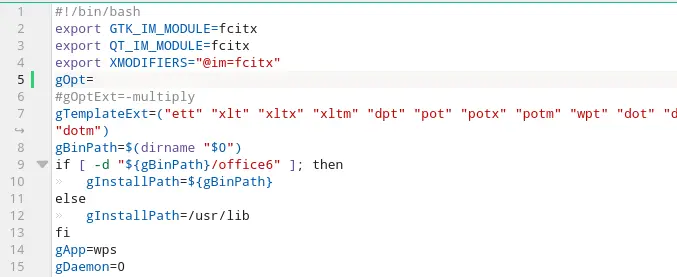 1 #!/bin/bash
2 export GTK_IM_MODULE=fcitx
3 export QT_IM_MODULE=fcitx
4 export XMODIFIERS="@im=fcitx"
5 gOpt=
6 #gOptExt=-multiply
7 gTemplateExt=("ett" "xlt" "xltx" "xltm" "dpt" "pot" "potx" "potm" "wpt" "dot"
"dotm")
8 gBinPath=$(dirname "$0")
9 if [ -d "${gBinPath}/office6" ]; then
10 gInstallPath=${gBinPath}
11 else
12 gInstallPath=/usr/lib
13 fi
14 gApp=wps
15 gDaemon=0